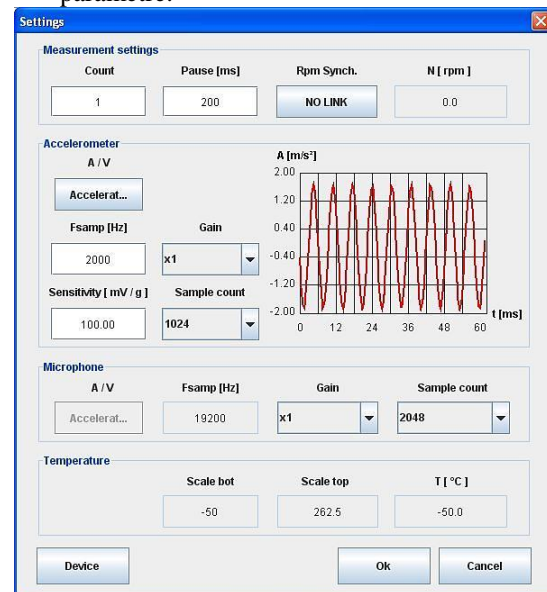 parametre.
Settings
Measurement settings
Count Pause [ms] Rpm Synch. N [ rpm ]
1 200 NO LINK 0.0
Accelerometer
A / V
Accelerat...
Fsamp [Hz] Gain
2000 x1
Sensitivity [ mV / g ] Sample count
100.00 1024
A [m/s²]
2.00
1.20
0.40
-0.40
-1.20
-2.00
0 12 24 36 48 60
t [ms]
Microphone
A / V Fsamp [Hz] Gain Sample count
Accelerat... 19200 x1 2048
Temperature
Scale bot Scale top T [ °C ]
-50 262.5 -50.0
Device Ok Cancel